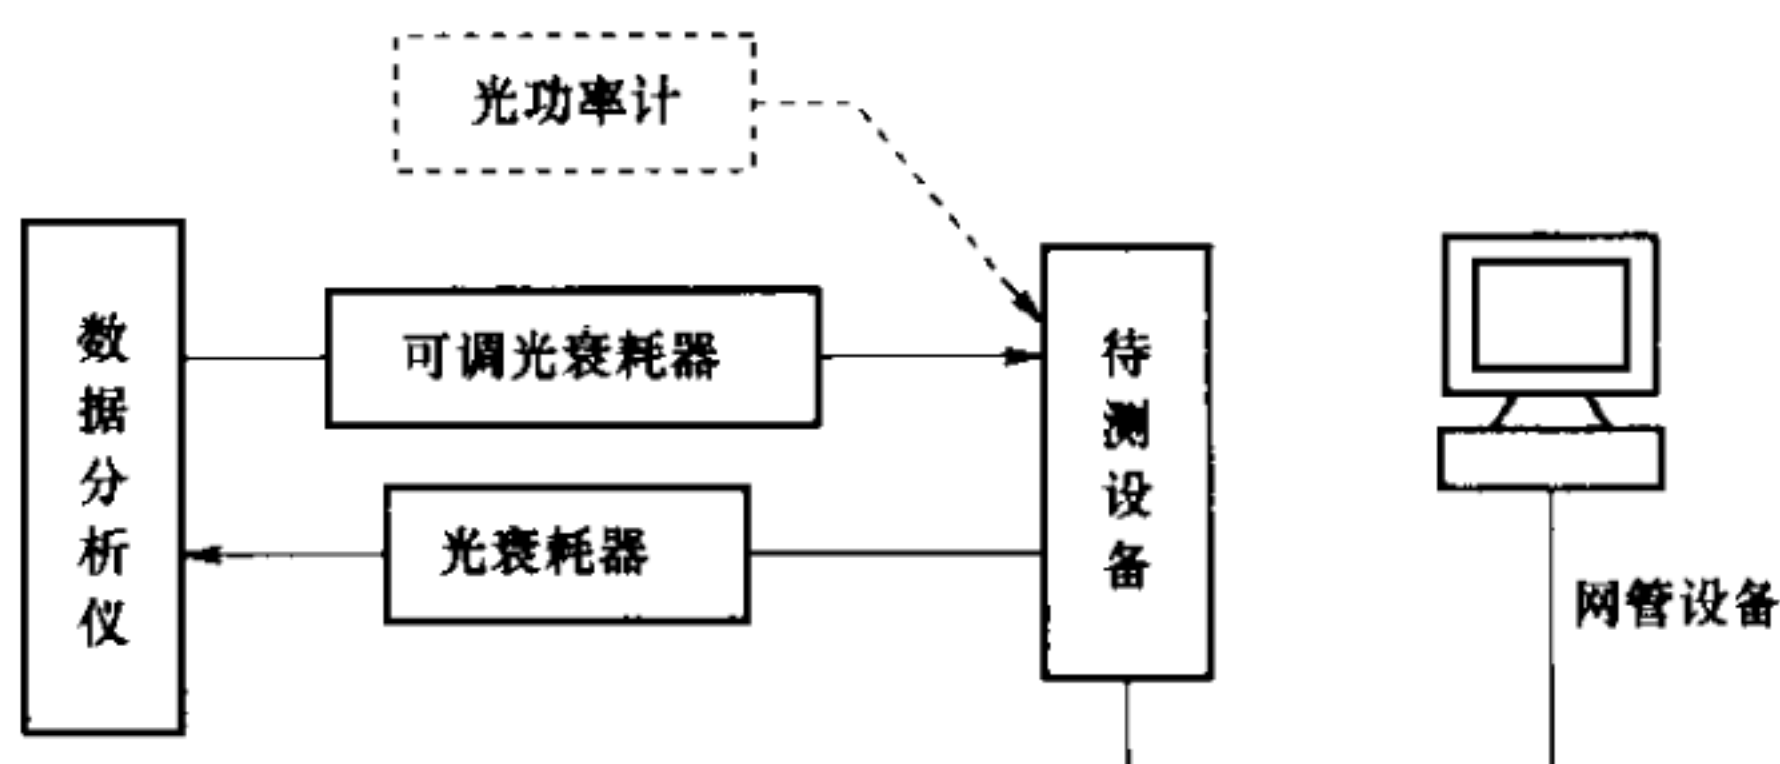 光功率计
数据分析仪
可调光衰耗器
光衰耗器
待测设备
网管设备